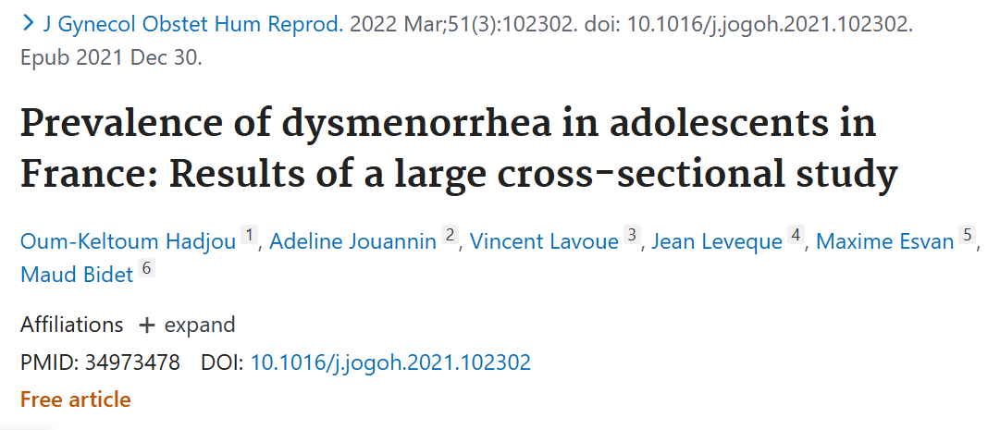 > J Gynecol Obstet Hum Reprod. 2022 Mar;51(3):102302. doi: 10.1016/j.jogoh.2021.102302.
Epub 2021 Dec 30.
Prevalence of dysmenorrhea in adolescents in
France: Results of a large cross-sectional study
Oum-Keltoum Hadjou 1, Adeline Jouannin 2, Vincent Lavoue 3, Jean Leveque 4, Maxime Esvan 5,
Maud Bidet 6
Affiliations + expand
PMID: 34973478 DOI: 10.1016/j.jogoh.2021.102302
Free article